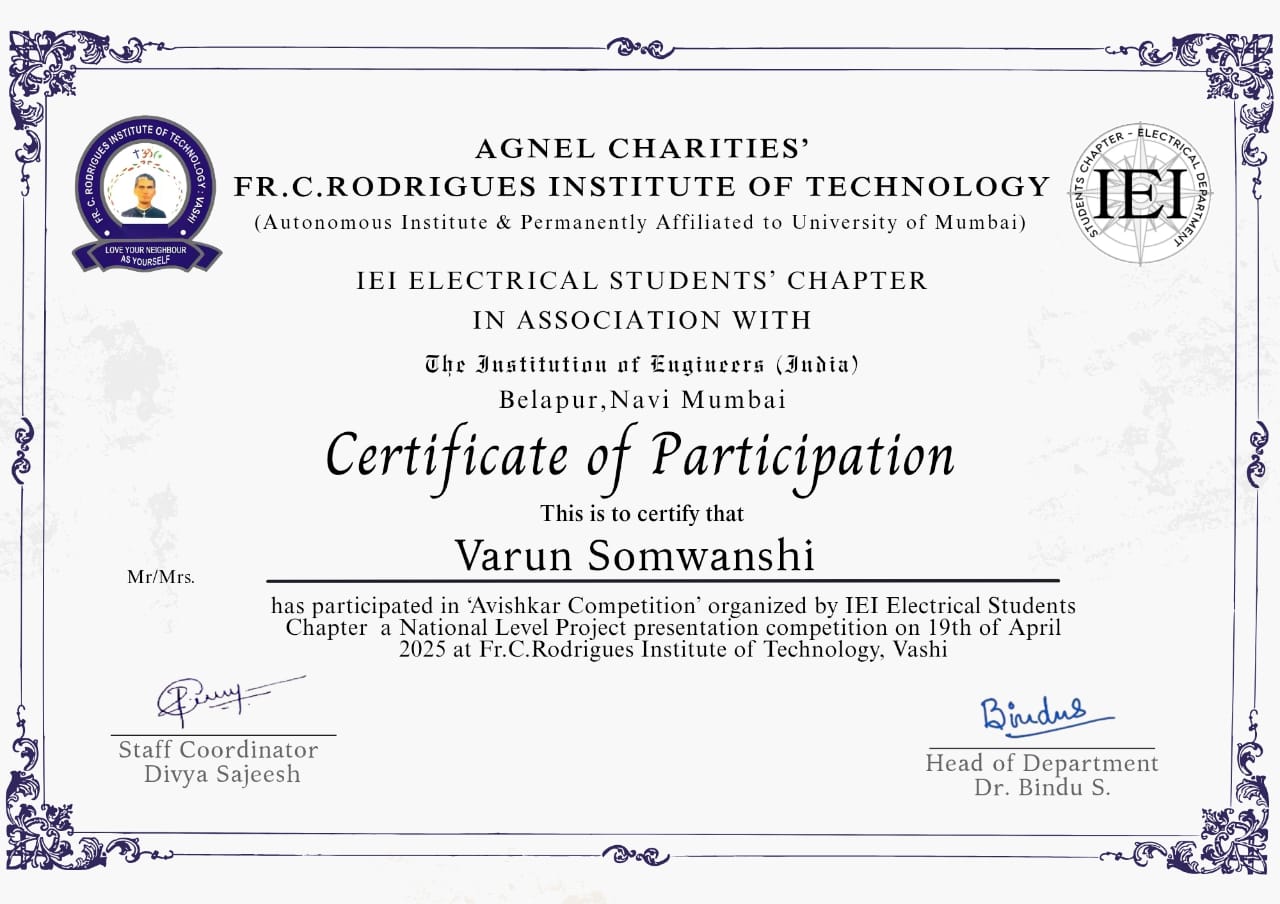 FR. C. RODRIGUES INSTITUTE OF TECHNOLOGY : VASHI
LOVE YOUR NEIGHBOUR
AS YOURSELF
AGNEL CHARITIES’
FR.C.RODRIGUES INSTITUTE OF TECHNOLOGY
(Autonomous Institute & Permanently Affiliated to University of Mumbai)
STUDENTS CHAPTER - ELECTRICAL DEPARTMENT
IEI
IEI ELECTRICAL STUDENTS’ CHAPTER
IN ASSOCIATION WITH
The Institution of Engineers (India)
Belapur,Navi Mumbai
Certificate of Participation
This is to certify that
Varun Somwanshi
Mr/Mrs.
has participated in ‘Avishkar Competition’ organized by IEI Electrical Students
Chapter a National Level Project presentation competition on 19th of April
2025 at Fr.C.Rodrigues Institute of Technology, Vashi
Staff Coordinator
Divya Sajeesh
Bindu S
Head of Department
Dr. Bindu S.